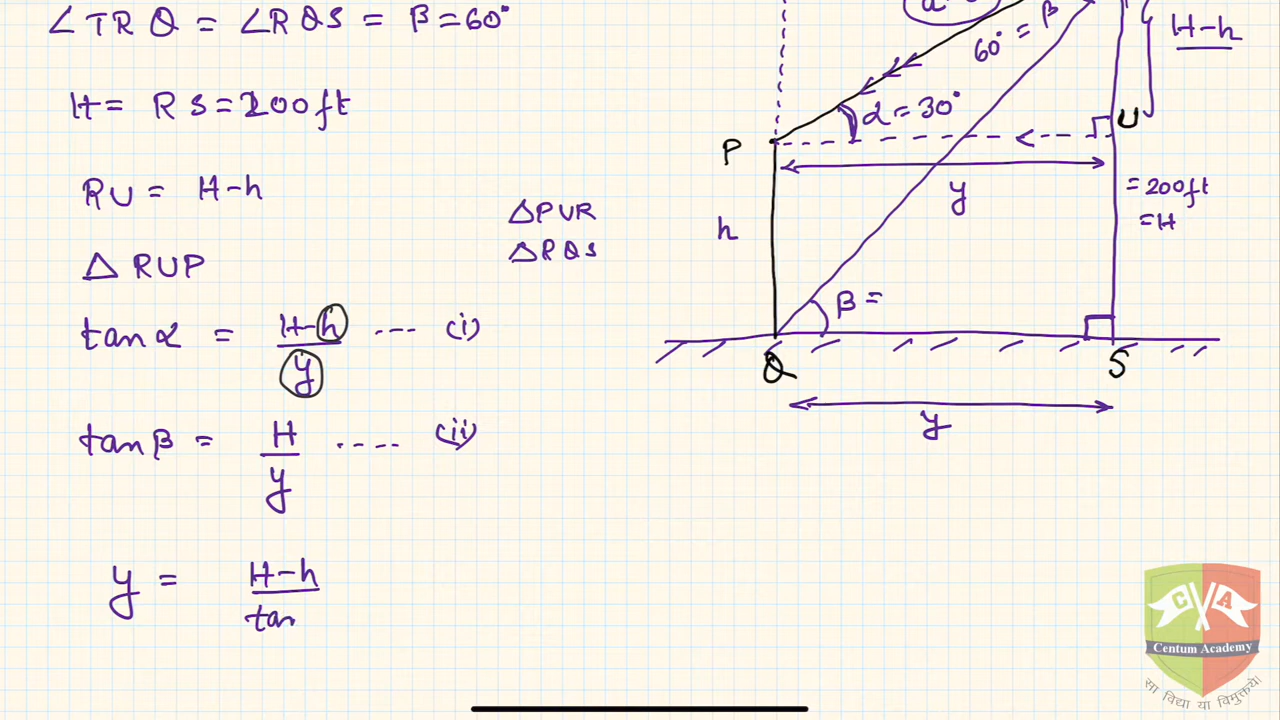 ∠TRQ = ∠RQS = β = 60°
H = RS = 200ft
RU = H-h
△ RUP
tan α = H-h / y ---- (i)
tan β = H / y ..... (ii)
y = H-h / tan
△PUR
△RQS
60° = β
H-h
α = 30°
P
U
y
= 200ft
= H
h
β =
Q
S
y
C A
Centum Academy
सा विद्या या विमुक्तये।